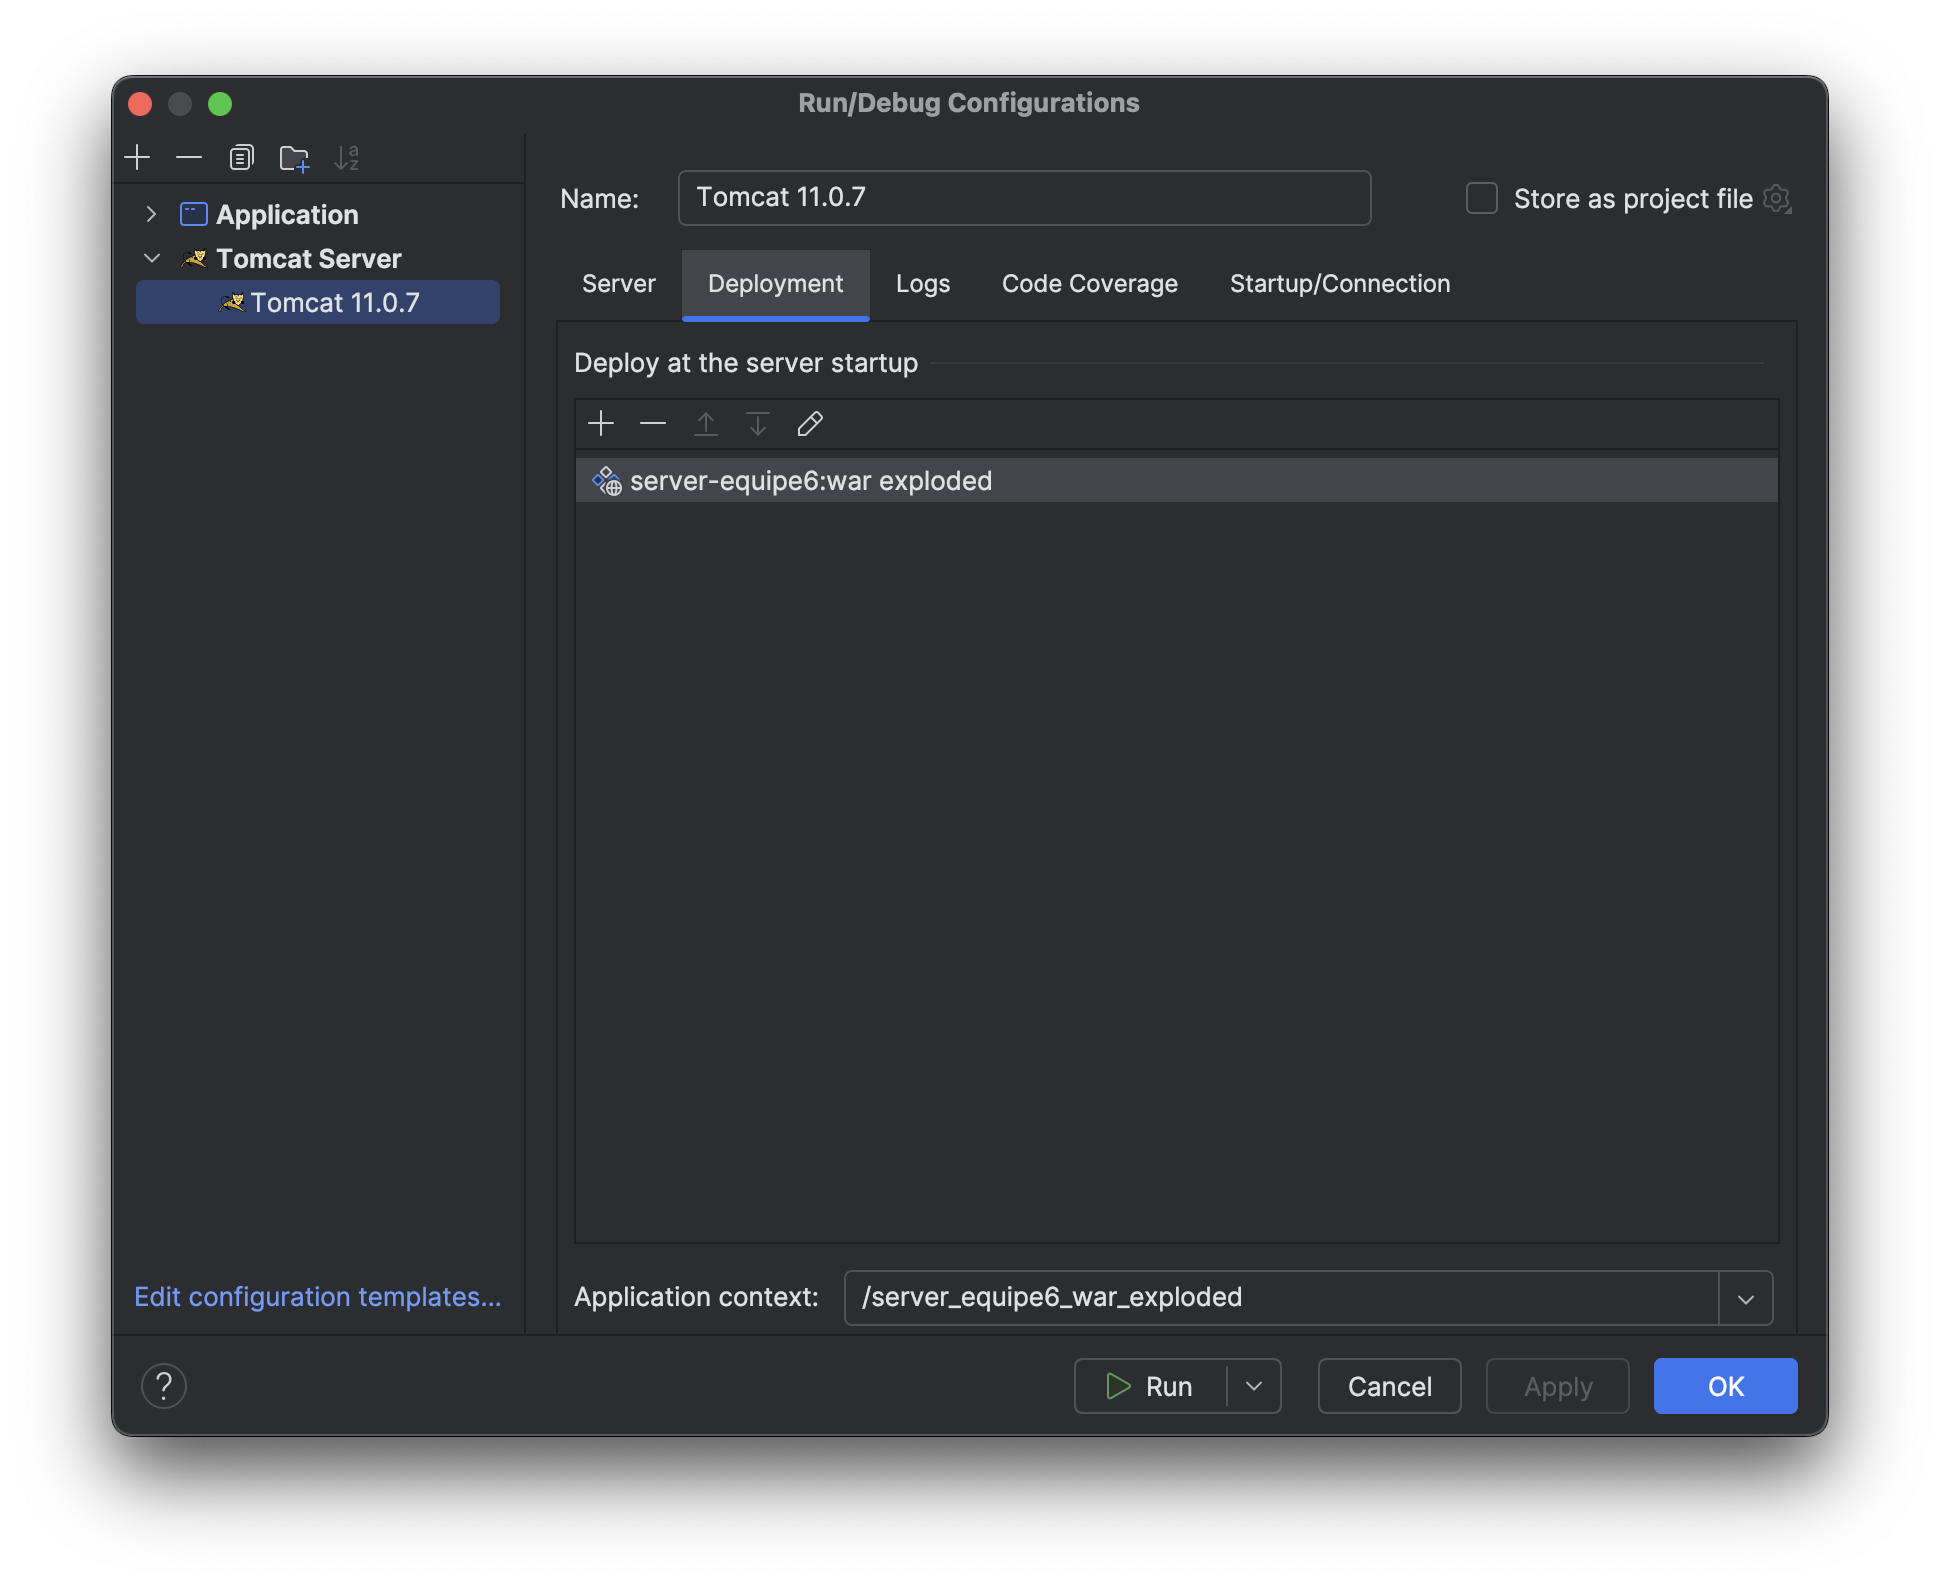 Run/Debug Configurations
Application
Tomcat Server
Tomcat 11.0.7
Edit configuration templates...
Name: Tomcat 11.0.7
Store as project file
Server Deployment Logs Code Coverage Startup/Connection
Deploy at the server startup
server-equipe6:war exploded
Application context: /server_equipe6_war_exploded
? Run Cancel Apply OK